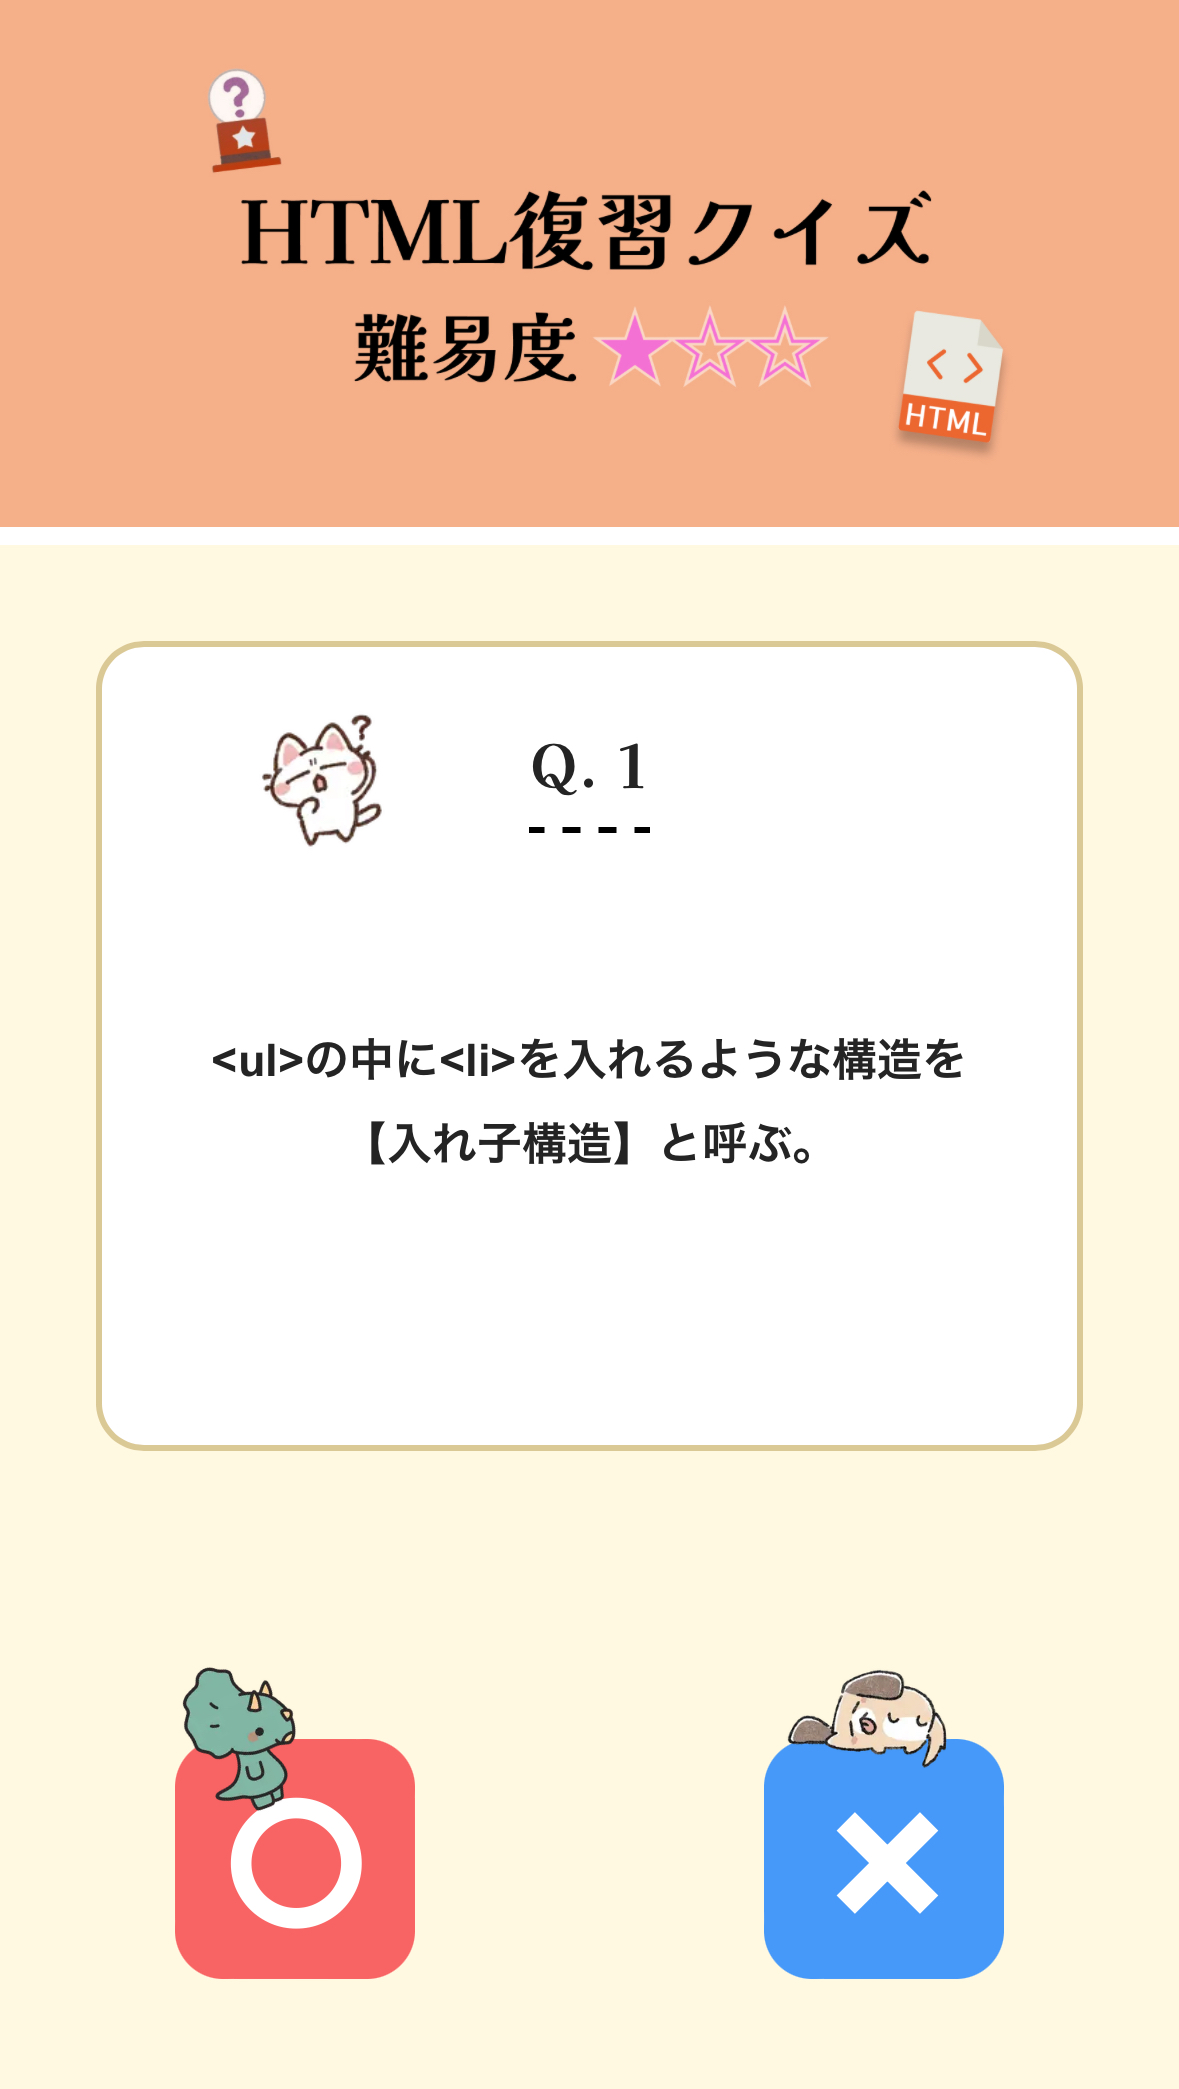 ?
HTML復習クイズ
難易度 ★☆☆
< >
HTML
?
Q. 1
<ul>の中に<li>を入れるような構造を
【入れ子構造】と呼ぶ。